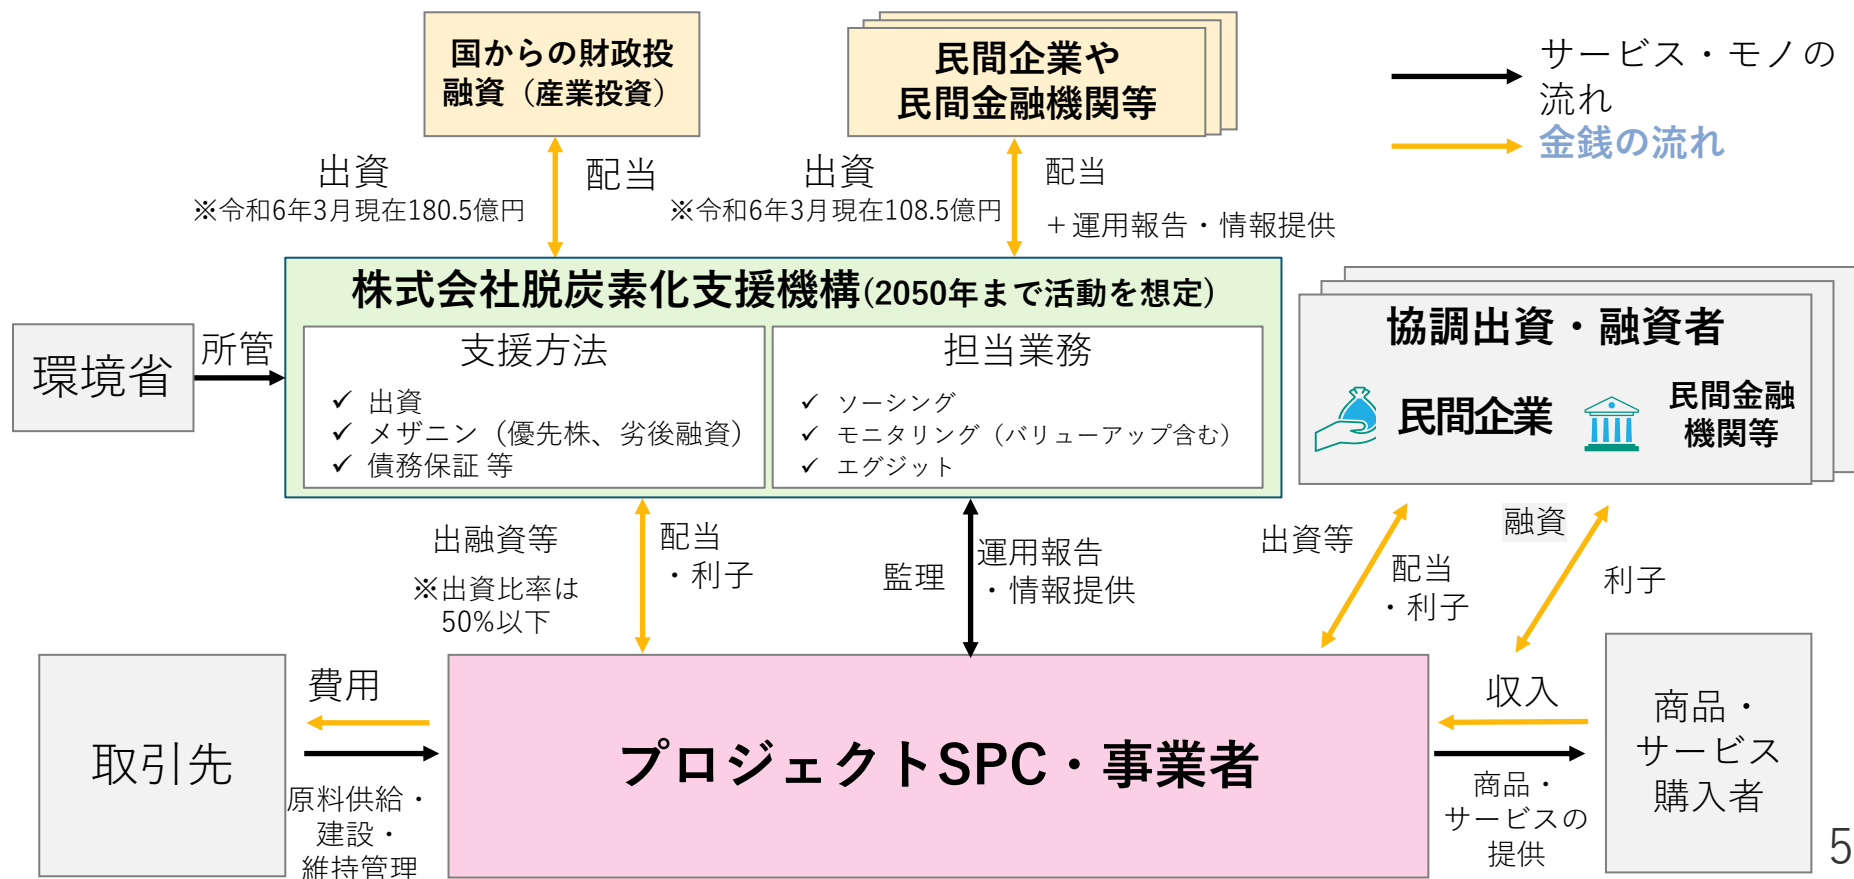 国からの財政投
融資（産業投資）
民間企業や
民間金融機関等
サービス・モノの
流れ
金銭の流れ
出資
※令和6年3月現在180.5億円
配当
出資
※令和6年3月現在108.5億円
配当
＋運用報告・情報提供
株式会社脱炭素化支援機構(2050年まで活動を想定)
環境省
所管
支援方法
✓ 出資
✓ メザニン（優先株、劣後融資）
✓ 債務保証 等
担当業務
✓ ソーシング
✓ モニタリング（バリューアップ含む）
✓ エグジット
協調出資・融資者
民間企業
民間金融
機関等
出融資等
※出資比率は
50%以下
配当
・利子
監理
運用報告
・情報提供
出資等
配当
・利子
融資
利子
取引先
費用
原料供給・
建設・
維持管理
プロジェクトSPC・事業者
収入
商品・
サービスの
提供
商品・
サービス
購入者
5